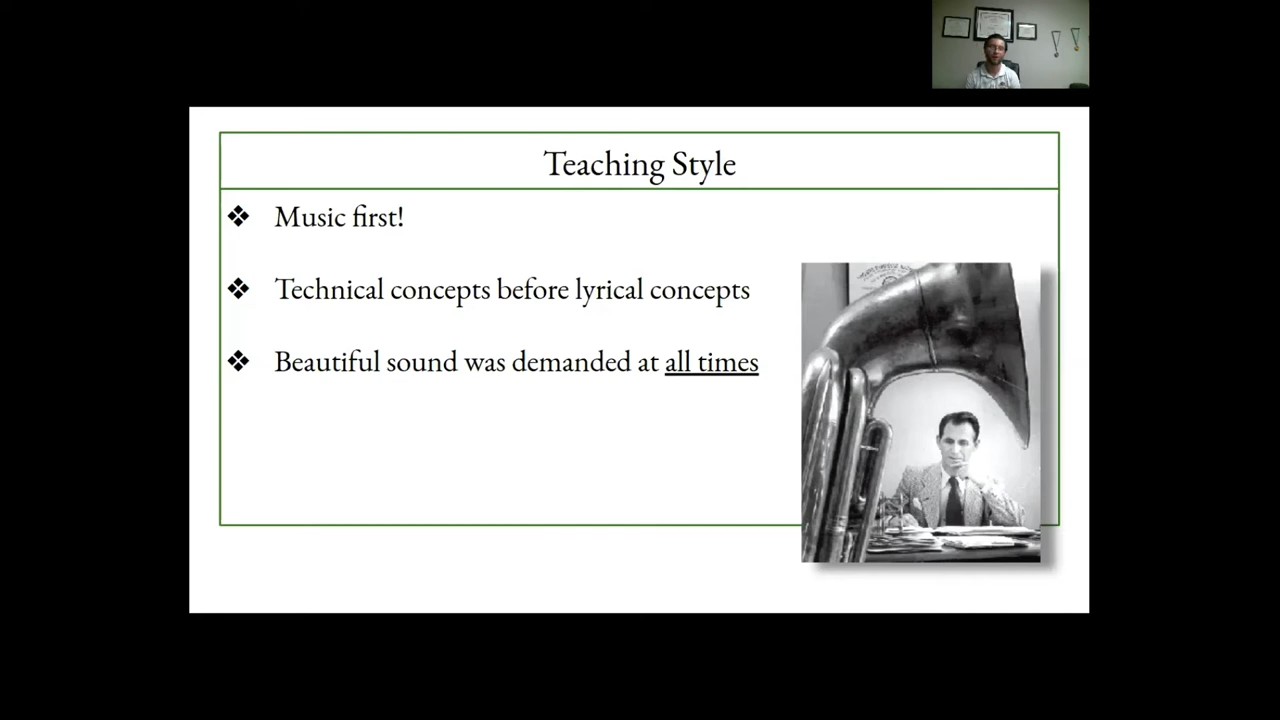 Teaching Style
❖ Music first!
❖ Technical concepts before lyrical concepts
❖ Beautiful sound was demanded at all times